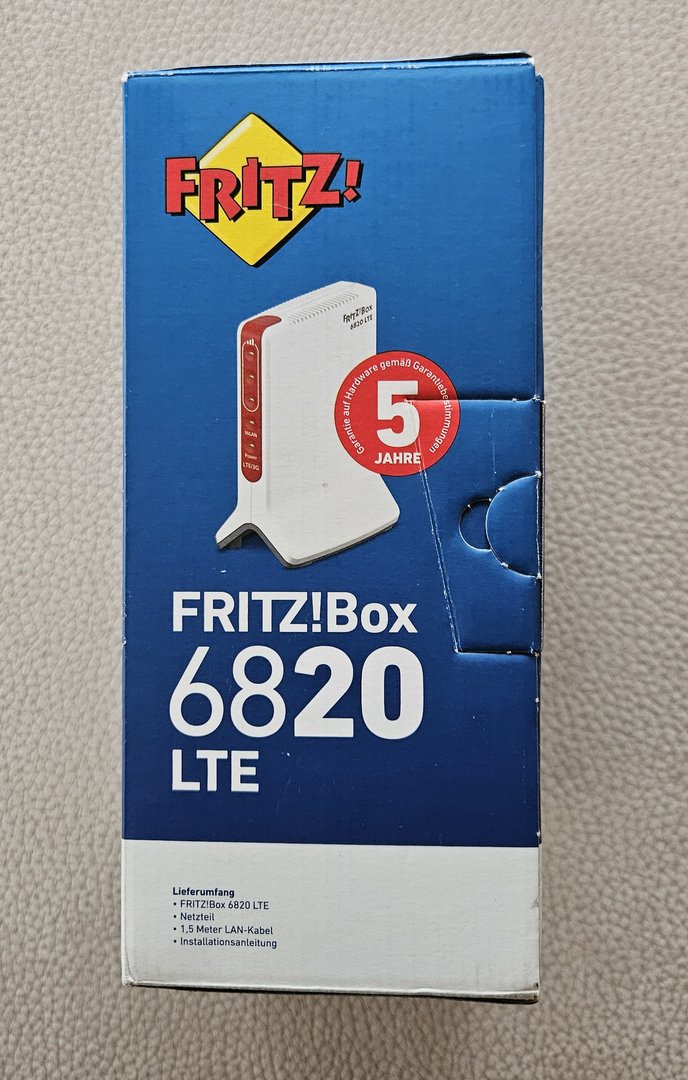 FRITZ!
FRITZ!Box
6820 LTE
WLAN
Power
LTE/3G
Garantie auf Hardware gemäß Garantiebestimmungen
5
JAHRE
FRITZ!Box
6820
LTE
Lieferumfang
• FRITZ!Box 6820 LTE
• Netzteil
• 1,5 Meter LAN-Kabel
• Installationsanleitung